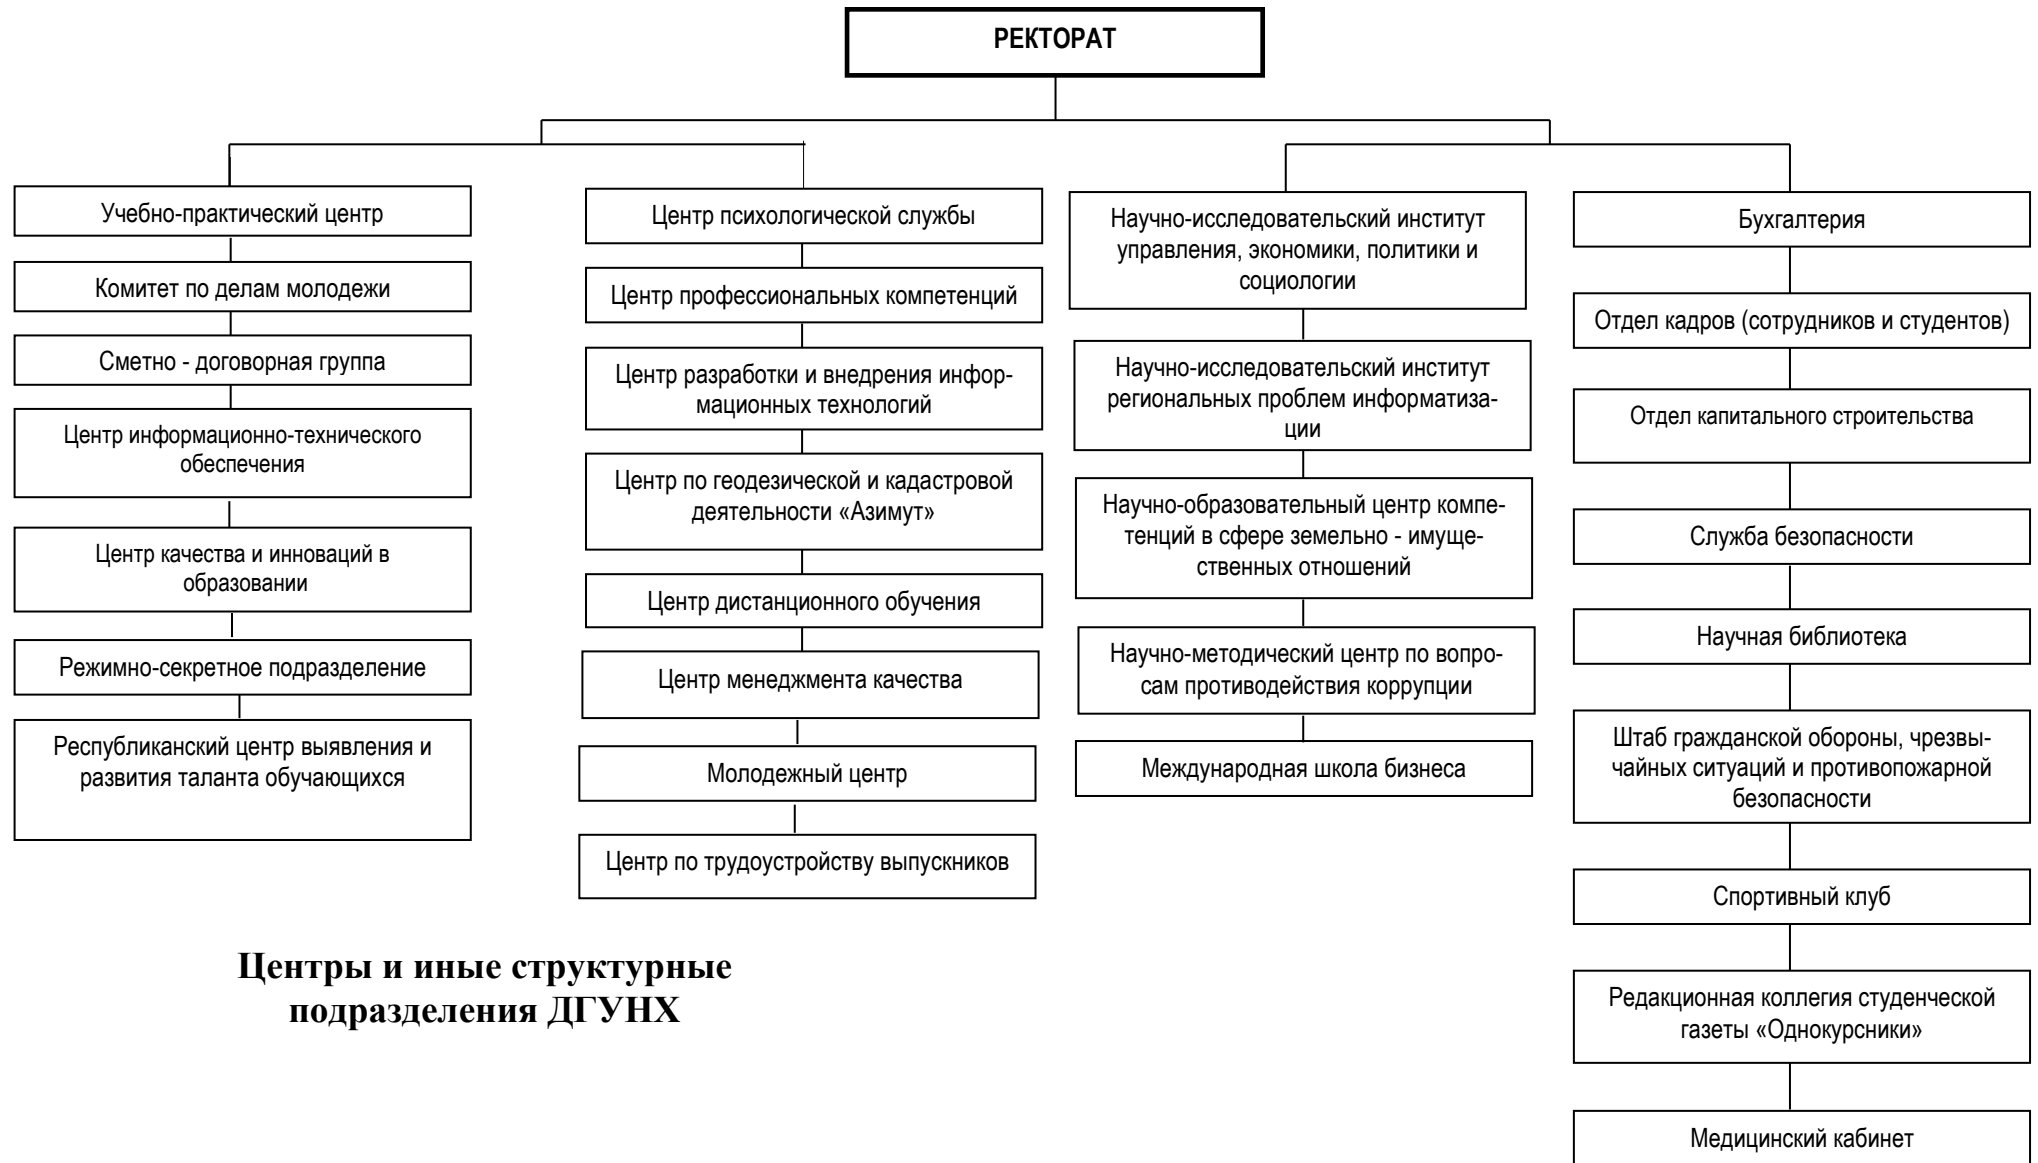 РЕКТОРАТ
Учебно-практический центр
Комитет по делам молодежи
Сметно - договорная группа
Центр информационно-технического
обеспечения
Центр качества и инноваций в
образовании
Режимно-секретное подразделение
Республиканский центр выявления и
развития таланта обучающихся
Центр психологической службы
Центр профессиональных компетенций
Центр разработки и внедрения инфор-
мационных технологий
Центр по геодезической и кадастровой
деятельности «Азимут»
Центр дистанционного обучения
Центр менеджмента качества
Молодежный центр
Центр по трудоустройству выпускников
Научно-исследовательский институт
управления, экономики, политики и
социологии
Научно-исследовательский институт
региональных проблем информатиза-
ции
Научно-образовательный центр компе-
тенций в сфере земельно - имуще-
ственных отношений
Научно-методический центр по вопро-
сам противодействия коррупции
Международная школа бизнеса
Бухгалтерия
Отдел кадров (сотрудников и студентов)
Отдел капитального строительства
Служба безопасности
Научная библиотека
Штаб гражданской обороны, чрезвы-
чайных ситуаций и противопожарной
безопасности
Спортивный клуб
Редакционная коллегия студенческой
газеты «Однокурсники»
Медицинский кабинет
Центры и иные структурные
подразделения ДГУНХ